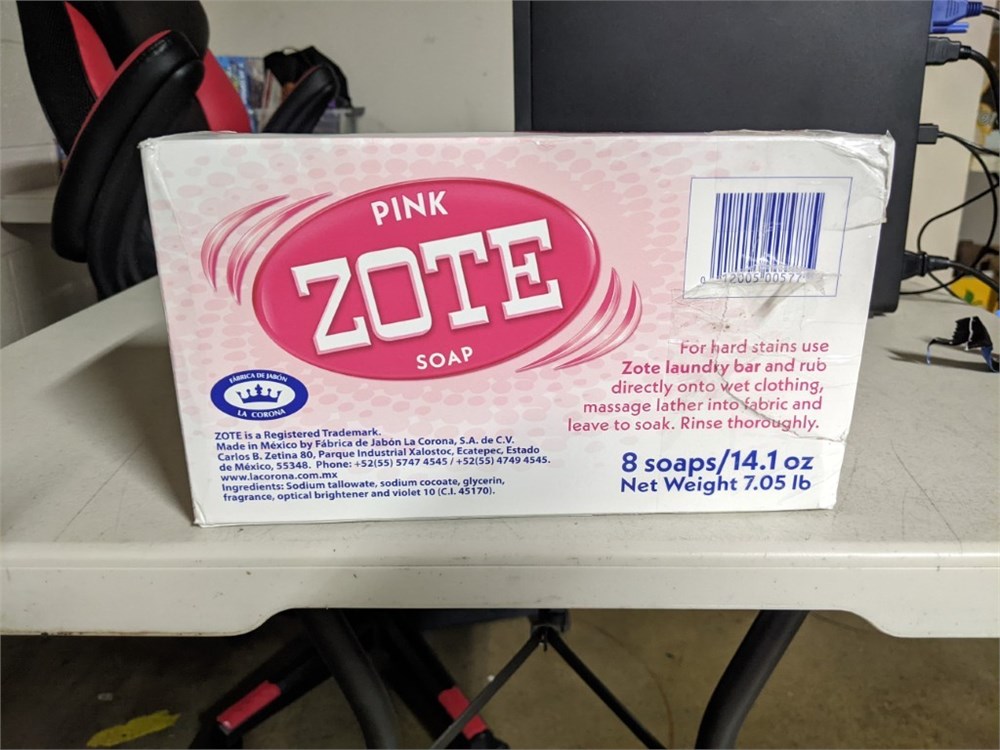 PINK
ZOTE
SOAP
FÁBRICA DE JABÓN
LA CORONA
ZOTE is a Registered Trademark.
Made in México by Fábrica de Jabón La Corona, S.A. de C.V.
Carlos B. Zetina 80, Parque Industrial Xalostoc, Ecatepec, Estado
de México, 55348. Phone: +52(55) 5747 4545 / +52(55) 4749 4545.
www.lacorona.com.mx
Ingredients: Sodium tallowate, sodium cocoate, glycerin,
fragrance, optical brightener and violet 10 (C.I. 45170).
0 12005 00577
For hard stains use
Zote laundry bar and rub
directly onto wet clothing,
massage lather into fabric and
leave to soak. Rinse thoroughly.
8 soaps/14.1 oz
Net Weight 7.05 lb